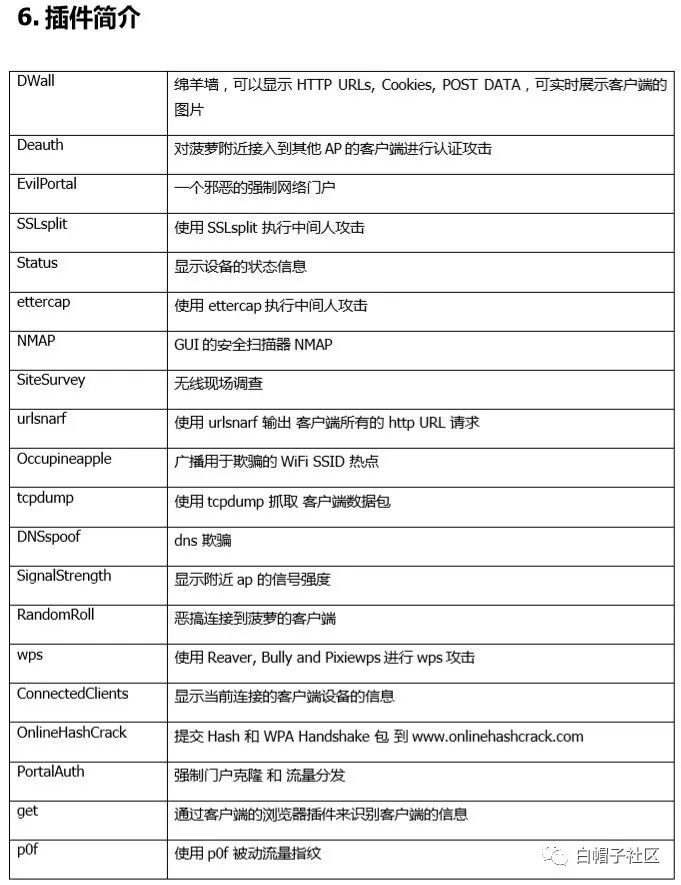 6. 插件简介
DWall
绵羊墙，可以显示 HTTP URLs, Cookies, POST DATA，可实时展示客户端的
图片
Deauth
对菠萝附近接入到其他 AP 的客户端进行认证攻击
EvilPortal
一个邪恶的强制网络门户
SSLsplit
使用 SSLsplit 执行中间人攻击
Status
显示设备的状态信息
ettercap
使用 ettercap 执行中间人攻击
NMAP
GUI 的安全扫描器 NMAP
SiteSurvey
无线现场调查
urlsnarf
使用 urlsnarf 输出 客户端所有的 http URL 请求
Occupineapple
广播用于欺骗的 WiFi SSID 热点
tcpdump
使用 tcpdump 抓取 客户端数据包
DNSspoof
dns 欺骗
SignalStrength
显示附近 ap 的信号强度
RandomRoll
恶搞连接到菠萝的客户端
wps
使用 Reaver, Bully and Pixiewps 进行 wps 攻击
ConnectedClients
显示当前连接的客户端设备的信息
OnlineHashCrack
提交 Hash 和 WPA Handshake 包 到 www.onlinehashcrack.com
PortalAuth
强制门户克隆 和 流量分发
get
通过客户端的浏览器插件来识别客户端的信息
p0f
使用 p0f 被动流量指纹
白帽子社区